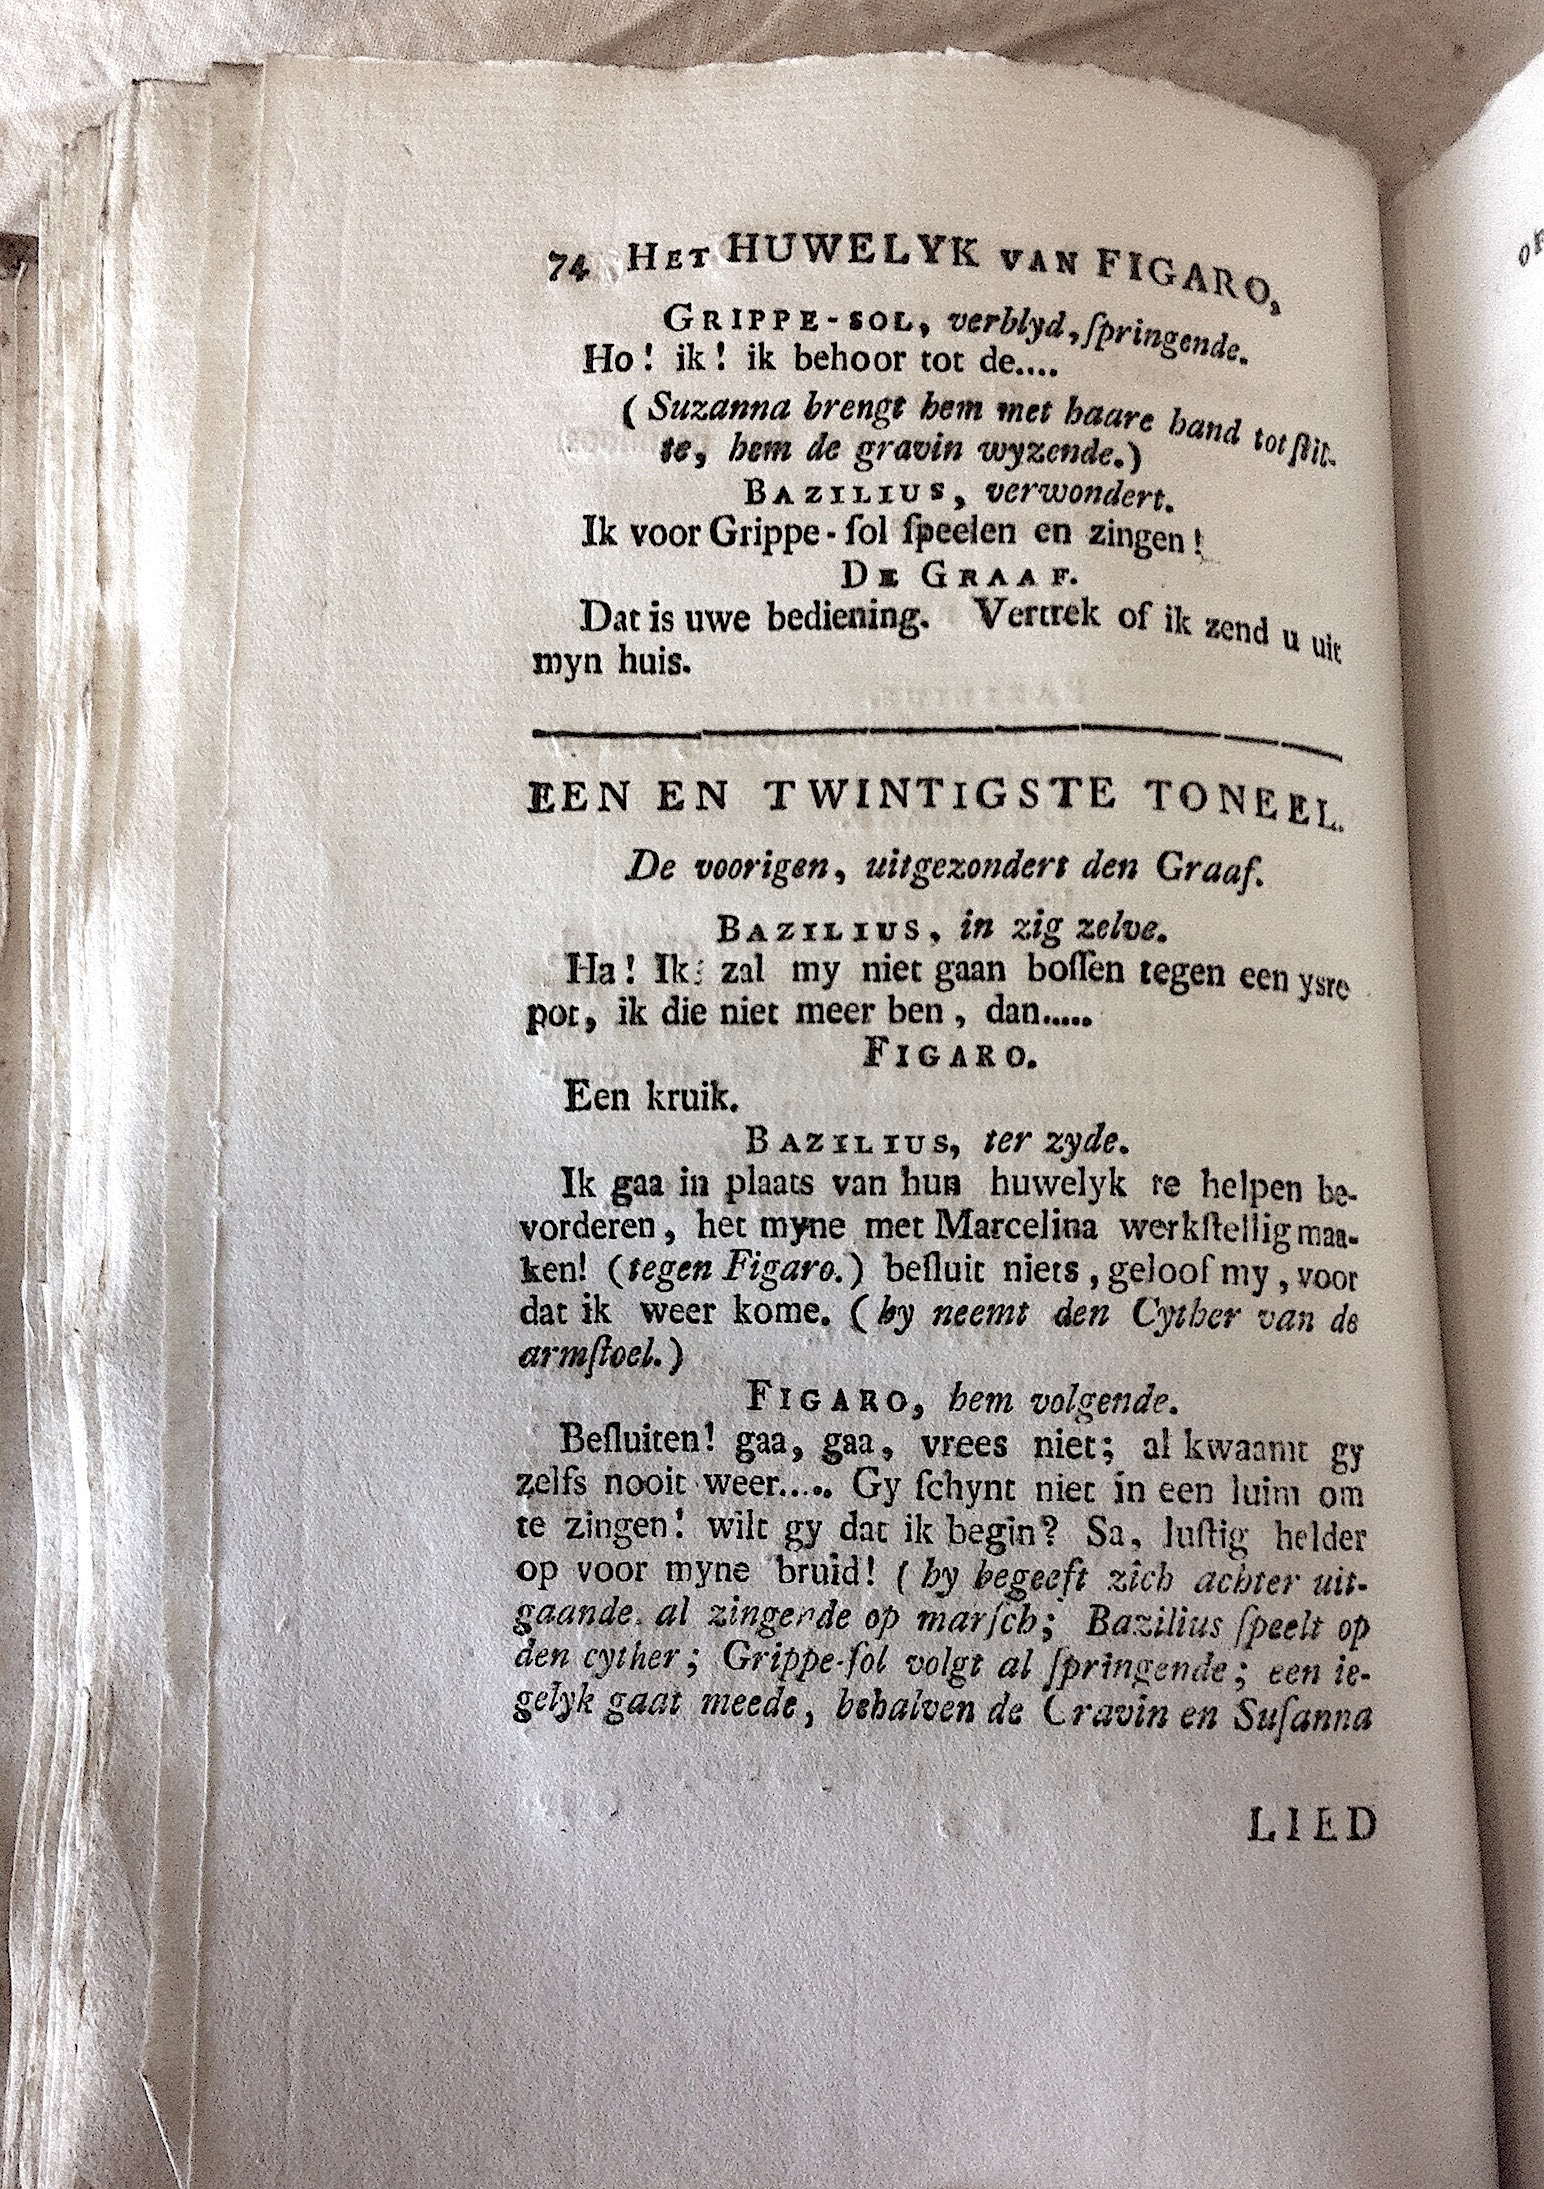 74 HET HUWELYK VAN FIGARO,
GRIPPE-SOL, verblyd, ſpringende.
Ho! ik! ik behoor tot de....
(Suzanna brengt hem met haare hand tot ſtil-
te, hem de gravin wyzende.)
BAZILIUS, verwondert.
Ik voor Grippe-ſol ſpeelen en zingen!
DE GRAAF.
Dat is uwe bediening. Vertrek of ik zend u uit
myn huis.
EEN EN TWINTIGSTE TONEEL.
De voorigen, uitgezondert den Graaf.
BAZILIUS, in zig zelve.
Ha! Ik zal my niet gaan boſſen tegen een ysre
pot, ik die niet meer ben, dan.....
FIGARO.
Een kruik.
BAZILIUS, ter zyde.
Ik gaa in plaats van hun huwelyk te helpen be-
vorderen, het myne met Marcelina werkſtellig maa-
ken! (tegen Figaro.) beſluit niets, geloof my, voor
dat ik weer kome. (hy neemt den Cyther van de
armſtoel.)
FIGARO, hem volgende.
Beſluiten! gaa, gaa, vrees niet; al kwaamt gy
zelfs nooit weer..... Gy ſchynt niet in een luim om
te zingen! wilt gy dat ik begin? Sa, luſtig helder
op voor myne bruid! (hy begeeft zich achter uit-
gaande. al zingende op marſch; Bazilius ſpeelt op
den cyther; Grippe-ſol volgt al ſpringende; een ie-
gelyk gaat meede, behalven de Gravin en Suſanna
LIED